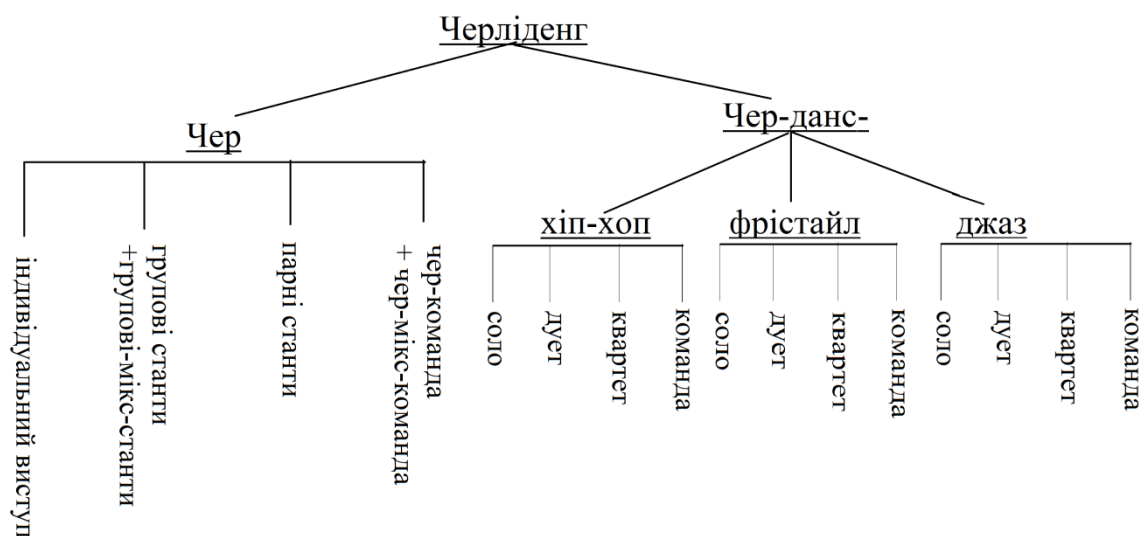 Черліденг
Чер
Чер-данс-
індивідуальний виступ
групові станти
+групові-мікс-станти
парні станти
чер-команда
+ чер-мікс-команда
хіп-хоп
соло
дует
квартет
команда
фрістайл
соло
дует
квартет
команда
джаз
соло
дует
квартет
команда